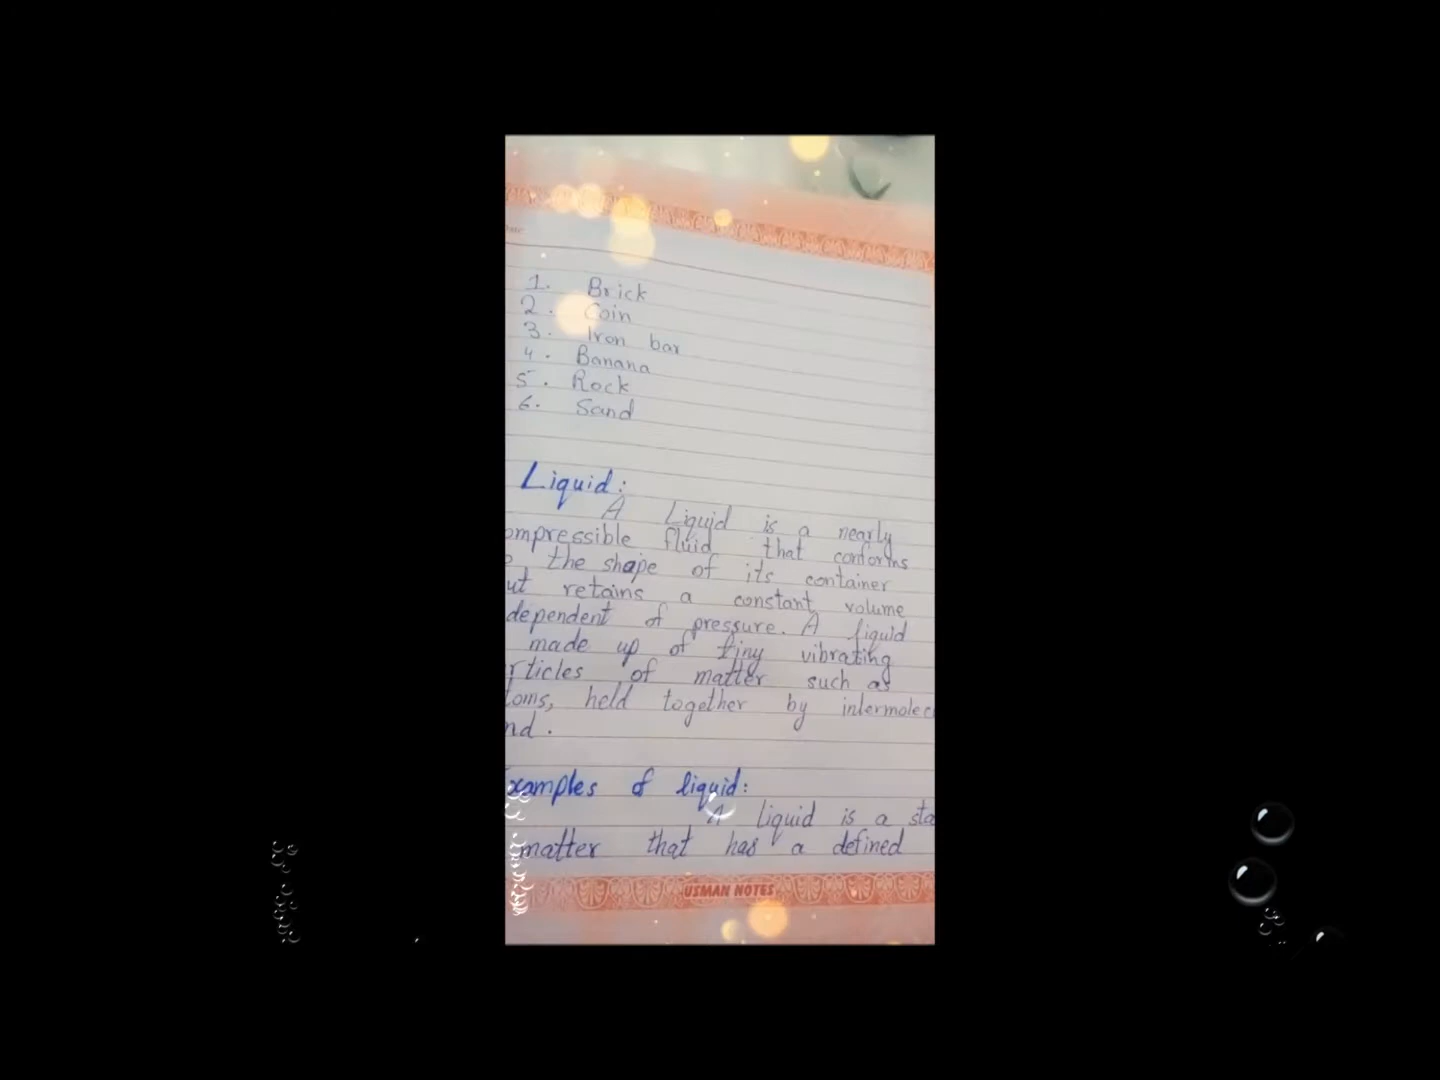 1. Brick
2. Coin
3. Iron bar
4. Banana
5. Rock
6. Sand
Liquid:
A Liquid is a nearly
ompressible fluid that conforms
o the shape of its container
ut retains a constant volume
dependent of pressure. A liquid
made up of tiny vibrating
rticles of matter such as
toms, held together by intermolec
nd.
xamples of liquid:
A liquid is a sta
matter that has a defined
USMAN NOTES